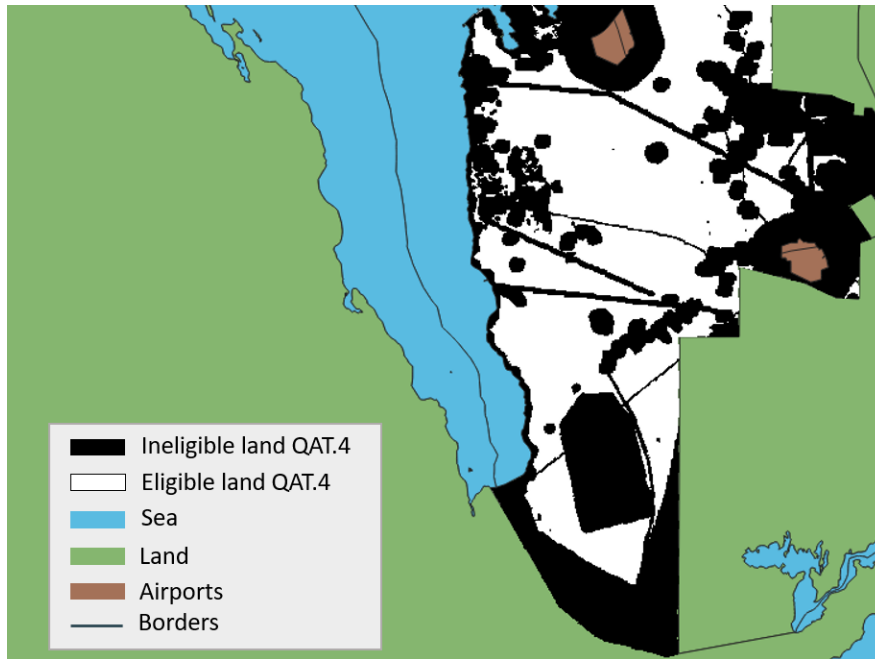 Ineligible land QAT.4
Eligible land QAT.4
Sea
Land
Airports
Borders